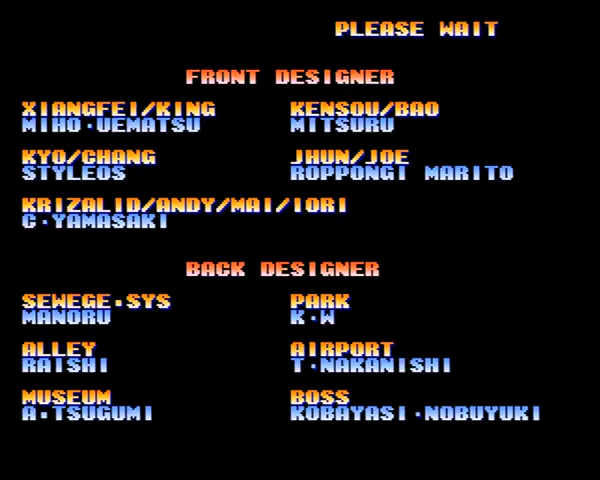 PLEASE WAIT
FRONT DESIGNER
XIANGFEI/KING
MIHO·UEMATSU
KENSOU/BAO
MITSURU
KYO/CHANG
STYLEOS
JHUN/JOE
ROPPONGI MARITO
KRIZALID/ANDY/MAI/IORI
C·YAMASAKI
BACK DESIGNER
SEWEGE·SYS
MANORU
PARK
K·W
ALLEY
RAISHI
AIRPORT
T·NAKANISHI
MUSEUM
A·TSUGUMI
BOSS
KOBAYASI·NOBUYUKI